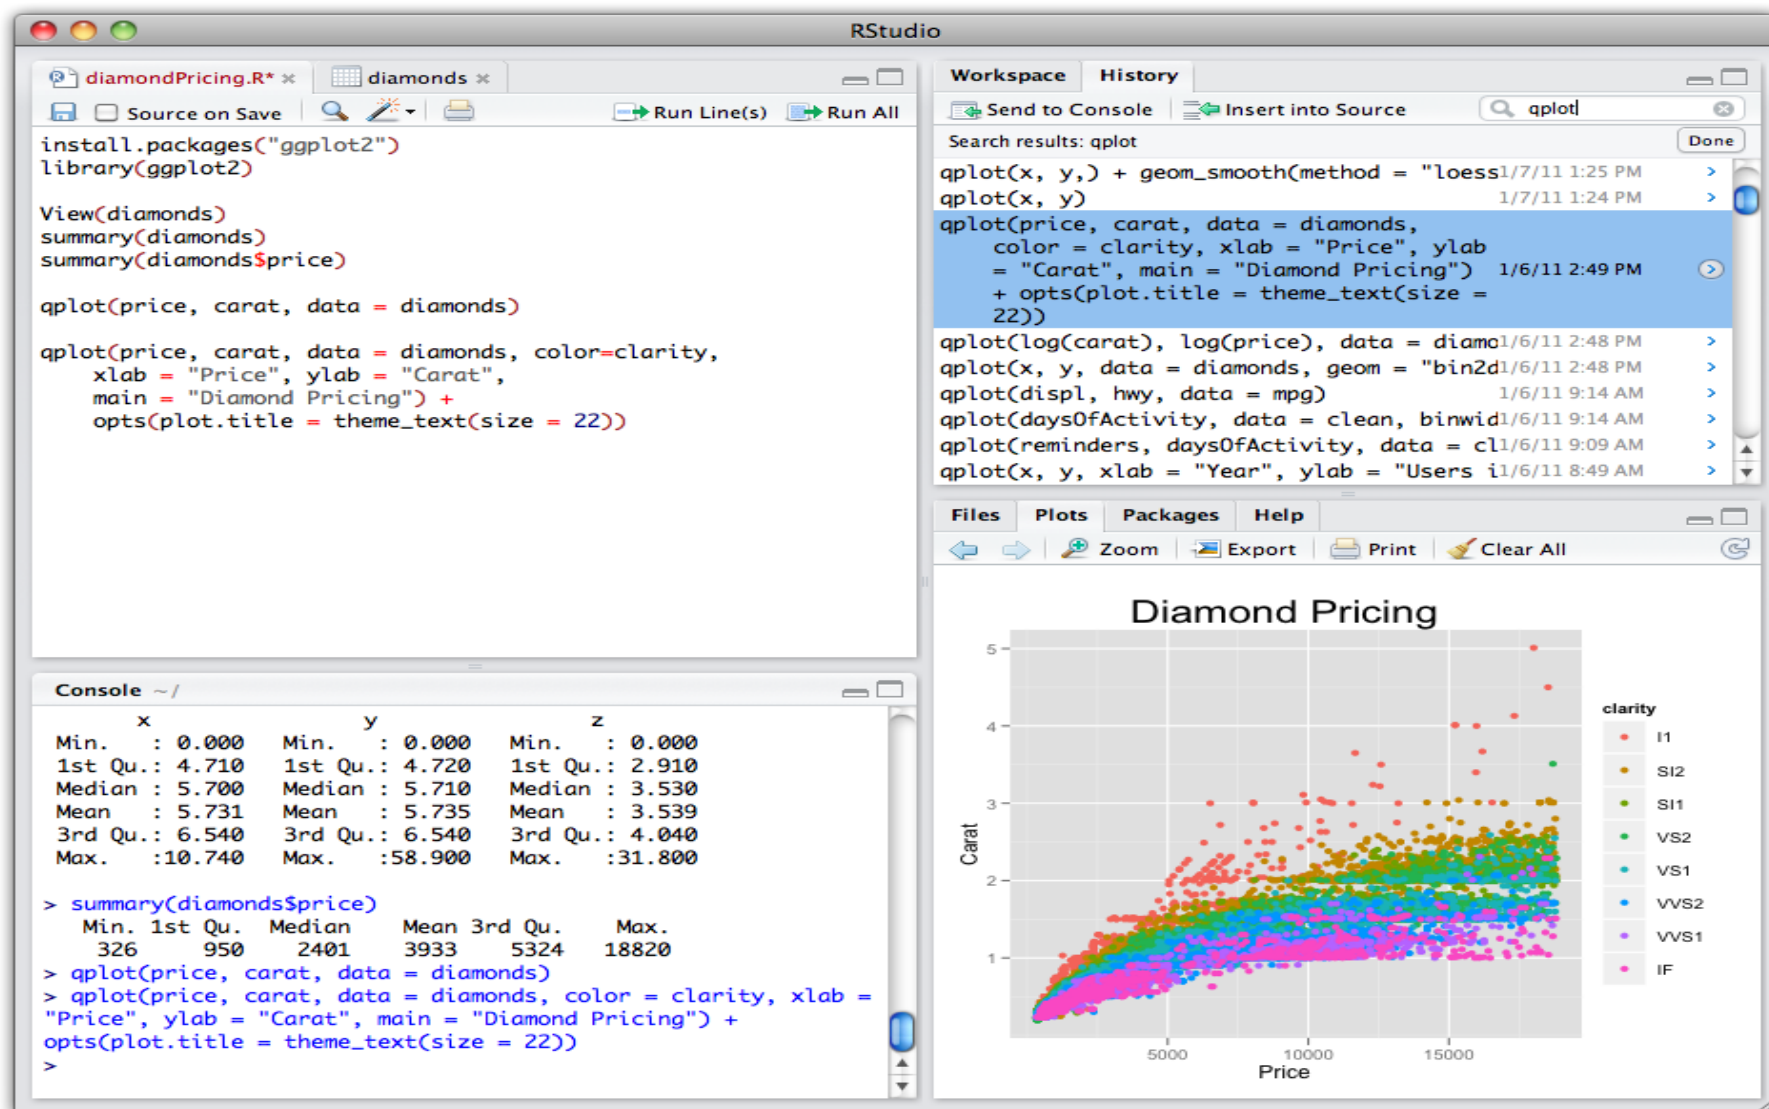 RStudio
diamondPricing.R*
diamonds
Source on Save
Run Line(s)
Run All
install.packages("ggplot2")
library(ggplot2)
View(diamonds)
summary(diamonds)
summary(diamonds$price)
qplot(price, carat, data = diamonds)
qplot(price, carat, data = diamonds, color=clarity,
xlab = "Price", ylab = "Carat",
main = "Diamond Pricing") +
opts(plot.title = theme_text(size = 22))
Console ~/
x y z
Min. : 0.000 Min. : 0.000 Min. : 0.000
1st Qu.: 4.710 1st Qu.: 4.720 1st Qu.: 2.910
Median : 5.700 Median : 5.710 Median : 3.530
Mean : 5.731 Mean : 5.735 Mean : 3.539
3rd Qu.: 6.540 3rd Qu.: 6.540 3rd Qu.: 4.040
Max. :10.740 Max. :58.900 Max. :31.800
> summary(diamonds$price)
Min. 1st Qu. Median Mean 3rd Qu. Max.
326 950 2401 3933 5324 18820
> qplot(price, carat, data = diamonds)
> qplot(price, carat, data = diamonds, color = clarity, xlab =
"Price", ylab = "Carat", main = "Diamond Pricing") +
opts(plot.title = theme_text(size = 22))
>
Workspace History
Send to Console Insert into Source qplot
Search results: qplot Done
qplot(x, y,) + geom_smooth(method = "loess 1/7/11 1:25 PM
qplot(x, y) 1/7/11 1:24 PM
qplot(price, carat, data = diamonds,
color = clarity, xlab = "Price", ylab
= "Carat", main = "Diamond Pricing") 1/6/11 2:49 PM
+ opts(plot.title = theme_text(size =
22))
qplot(log(carat), log(price), data = diamo 1/6/11 2:48 PM
qplot(x, y, data = diamonds, geom = "bin2d 1/6/11 2:48 PM
qplot(displ, hwy, data = mpg) 1/6/11 9:14 AM
qplot(daysOfActivity, data = clean, binwid 1/6/11 9:14 AM
qplot(reminders, daysOfActivity, data = cl 1/6/11 9:09 AM
qplot(x, y, xlab = "Year", ylab = "Users i 1/6/11 8:49 AM
Files Plots Packages Help
Zoom Export Print Clear All
Diamond Pricing
5
4
3
2
1
Carat
5000 10000 15000
Price
clarity
I1
SI2
SI1
VS2
VS1
VVS2
VVS1
IF